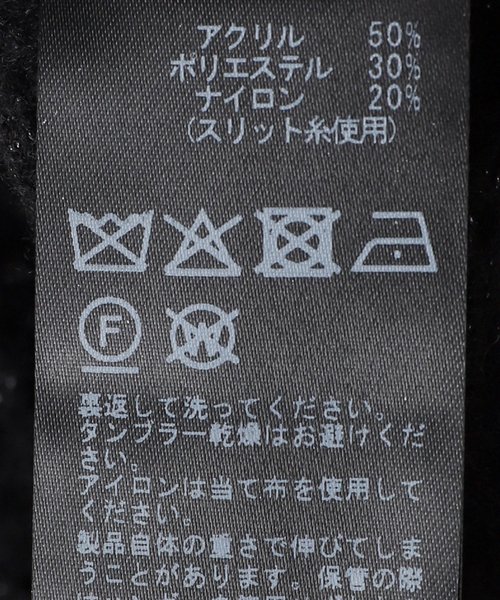 アクリル 50%
ポリエステル 30%
ナイロン 20%
(スリット糸使用)
F
W
裏返して洗ってください。
タンブラー乾燥はお避けくだ
さい。
アイロンは当て布を使用して
ください。
製品自体の重さで伸びてしま
うことがあります。保管の際